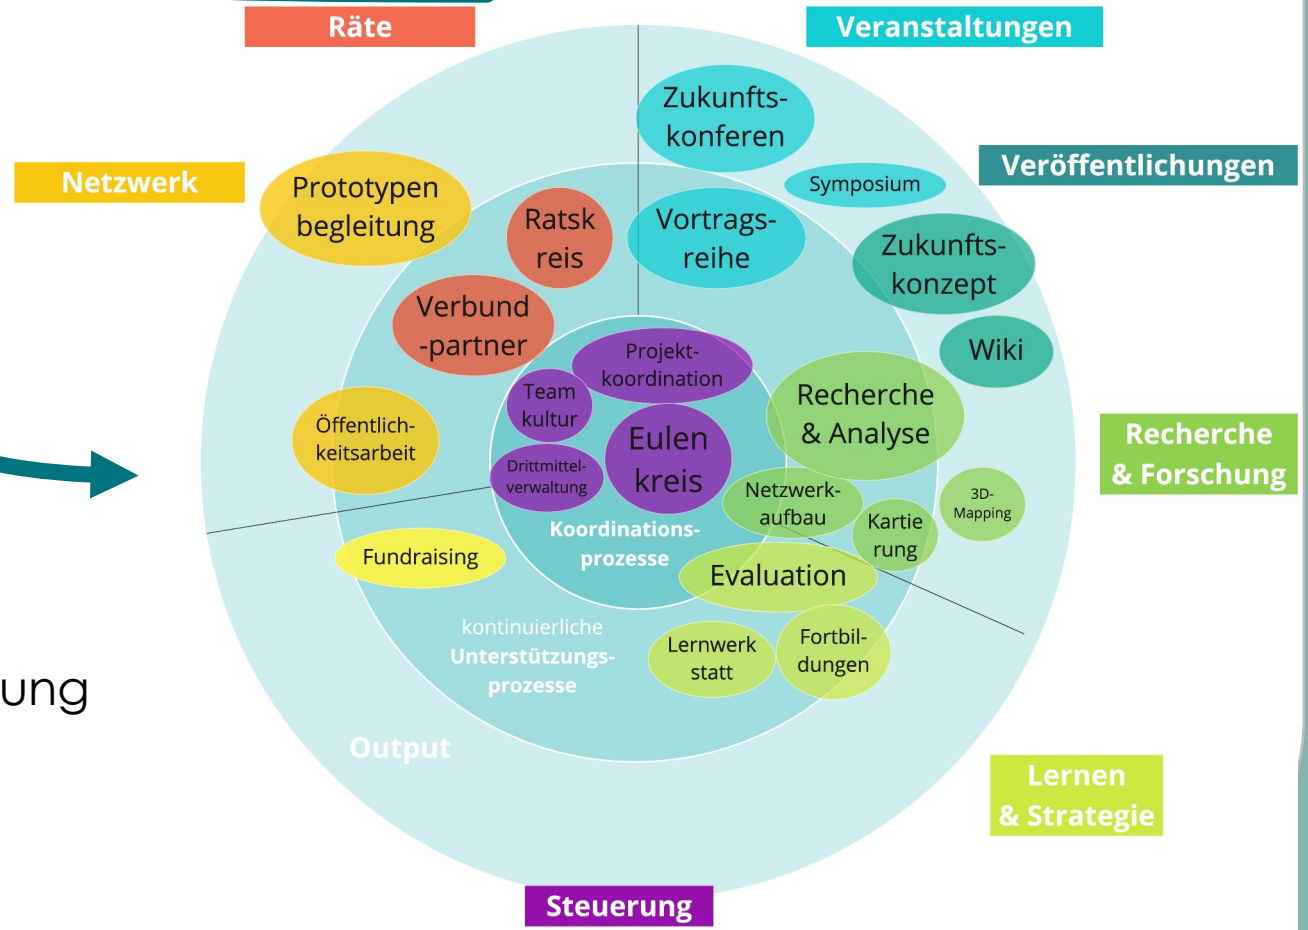 Räte
Veranstaltungen
Zukunfts-
konferen
Veröffentlichungen
Netzwerk
Prototypen
begleitung
Symposium
Ratsk
reis
Vortrags-
reihe
Zukunfts-
konzept
Verbund
-partner
Wiki
Projekt-
koordination
Team
kultur
Recherche
& Analyse
Öffentlich-
keitsarbeit
Eulen
kreis
Recherche
& Forschung
Drittmittel-
verwaltung
Netzwerk-
aufbau
3D-
Mapping
Kartie
rung
Koordinations-
prozesse
Fundraising
Evaluation
kontinuierliche
Unterstützungs-
prozesse
Lernwerk
statt
Fortbil-
dungen
ung
Output
Lernen
& Strategie
Steuerung